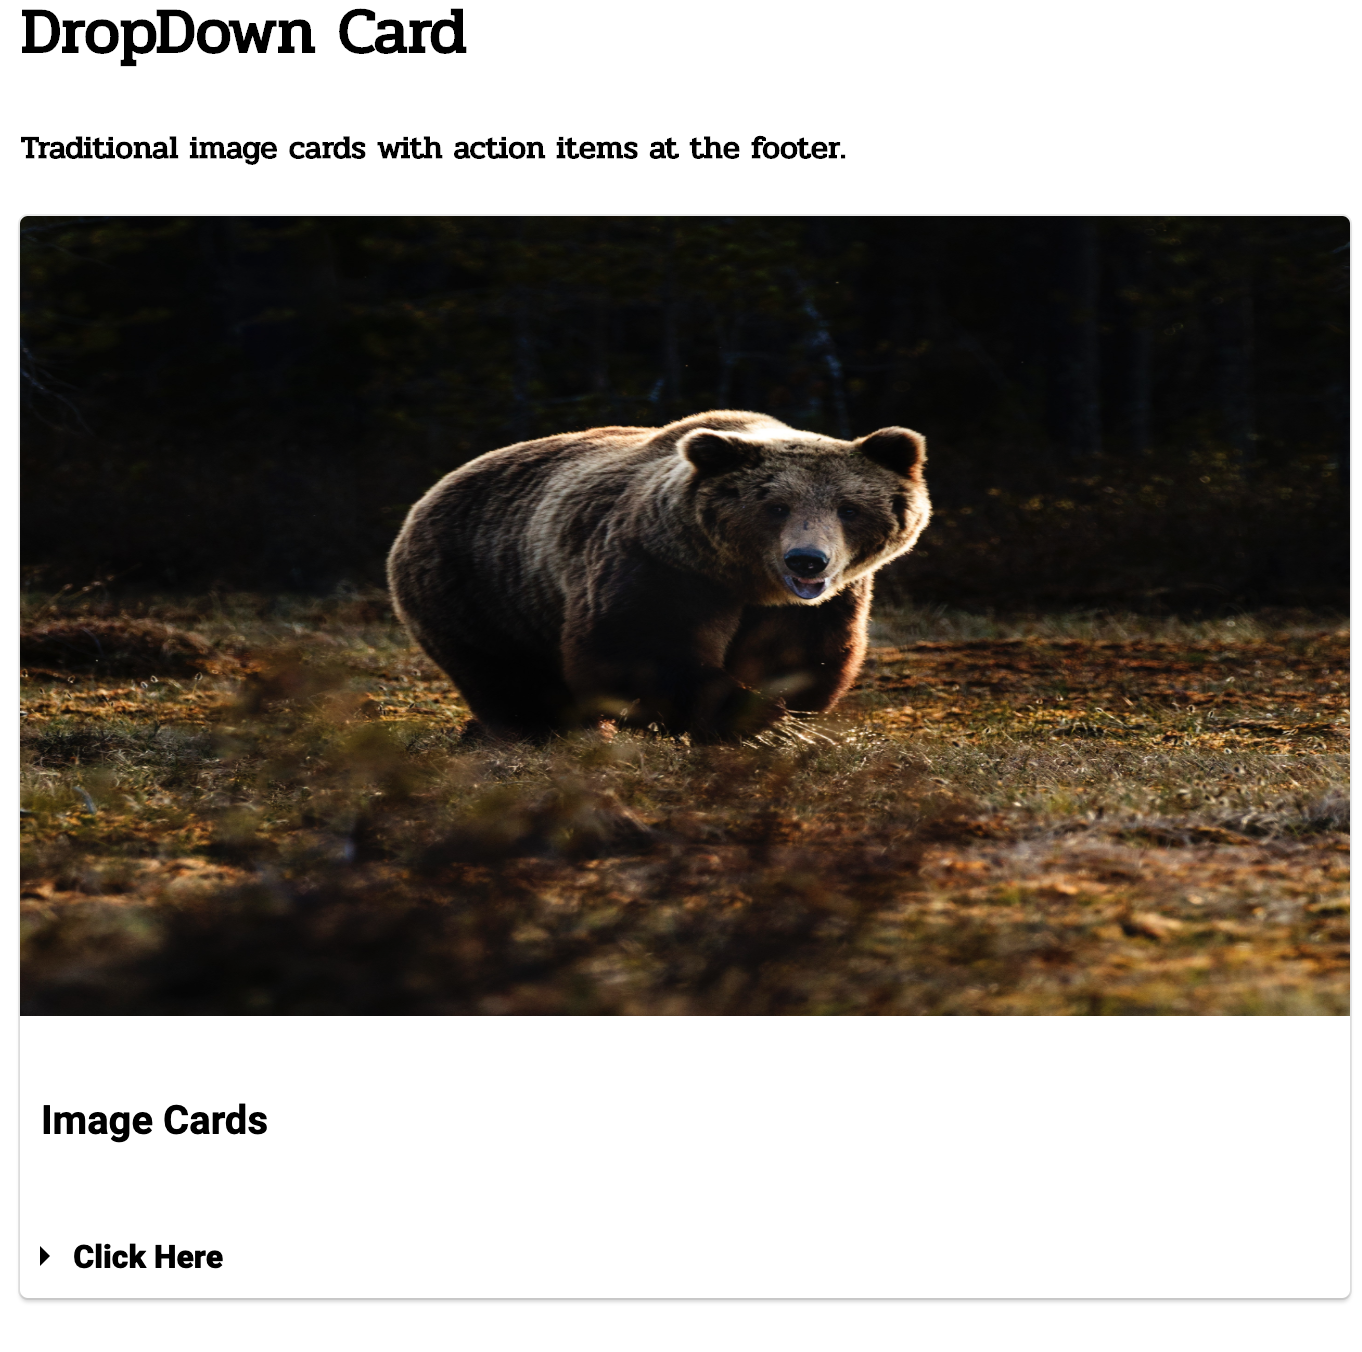 DropDown Card
Traditional image cards with action items at the footer.
Image Cards
Click Here